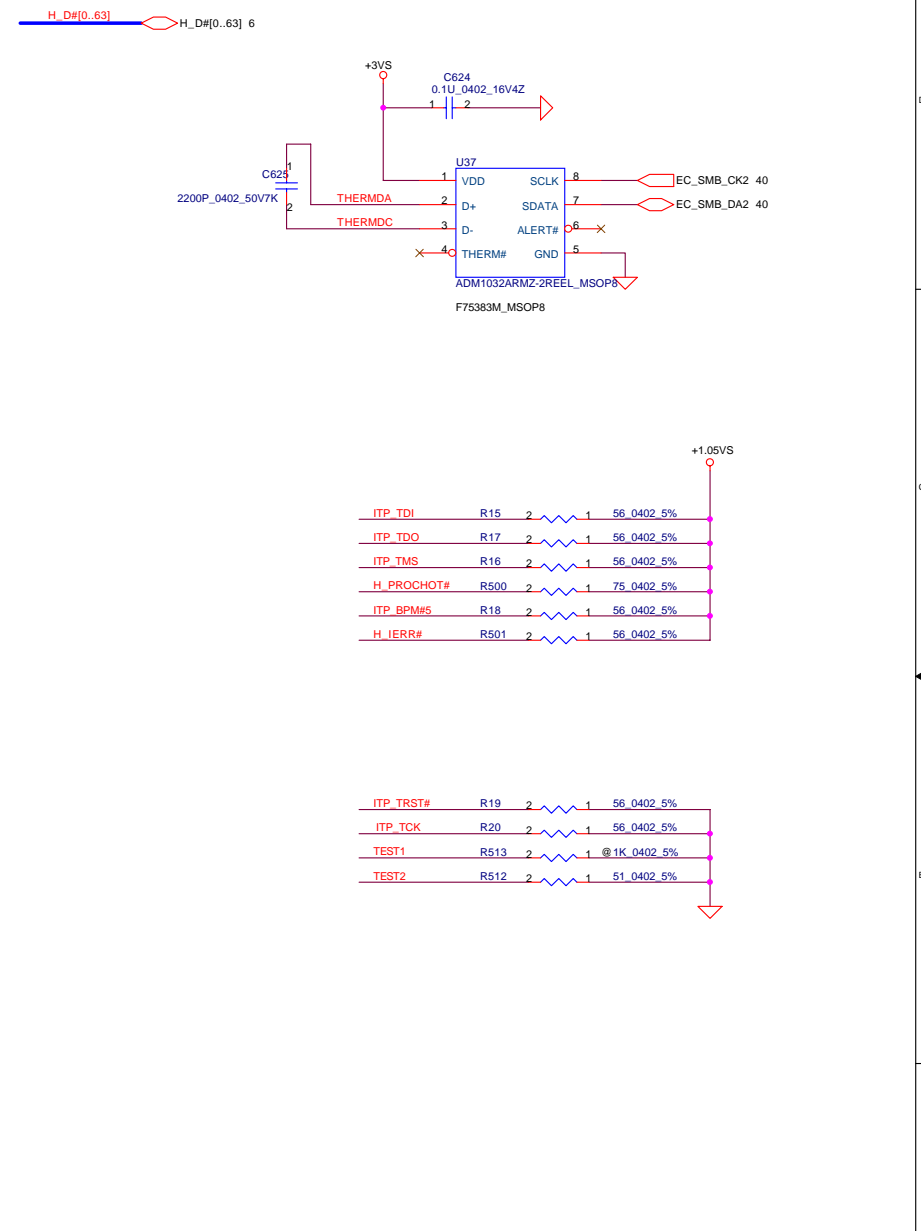 H_D#[0..63]
H_D#[0..63] 6
+3VS
C624
0.1U_0402_16V4Z
1 2
D
C625
1
2200P_0402_50V7K
2
THERMDA
THERMDC
U37
1 VDD SCLK 8 EC_SMB_CK2 40
2 D+ SDATA 7 EC_SMB_DA2 40
3 D- ALERT# 6
4 THERM# GND 5
ADM1032ARMZ-2REEL_MSOP8
F75383M_MSOP8
+1.05VS
C
ITP_TDI R15 2 1 56_0402_5%
ITP_TDO R17 2 1 56_0402_5%
ITP_TMS R16 2 1 56_0402_5%
H_PROCHOT# R500 2 1 75_0402_5%
ITP_BPM#5 R18 2 1 56_0402_5%
H_IERR# R501 2 1 56_0402_5%
ITP_TRST# R19 2 1 56_0402_5%
ITP_TCK R20 2 1 56_0402_5%
TEST1 R513 2 1 @1K_0402_5%
TEST2 R512 2 1 51_0402_5%